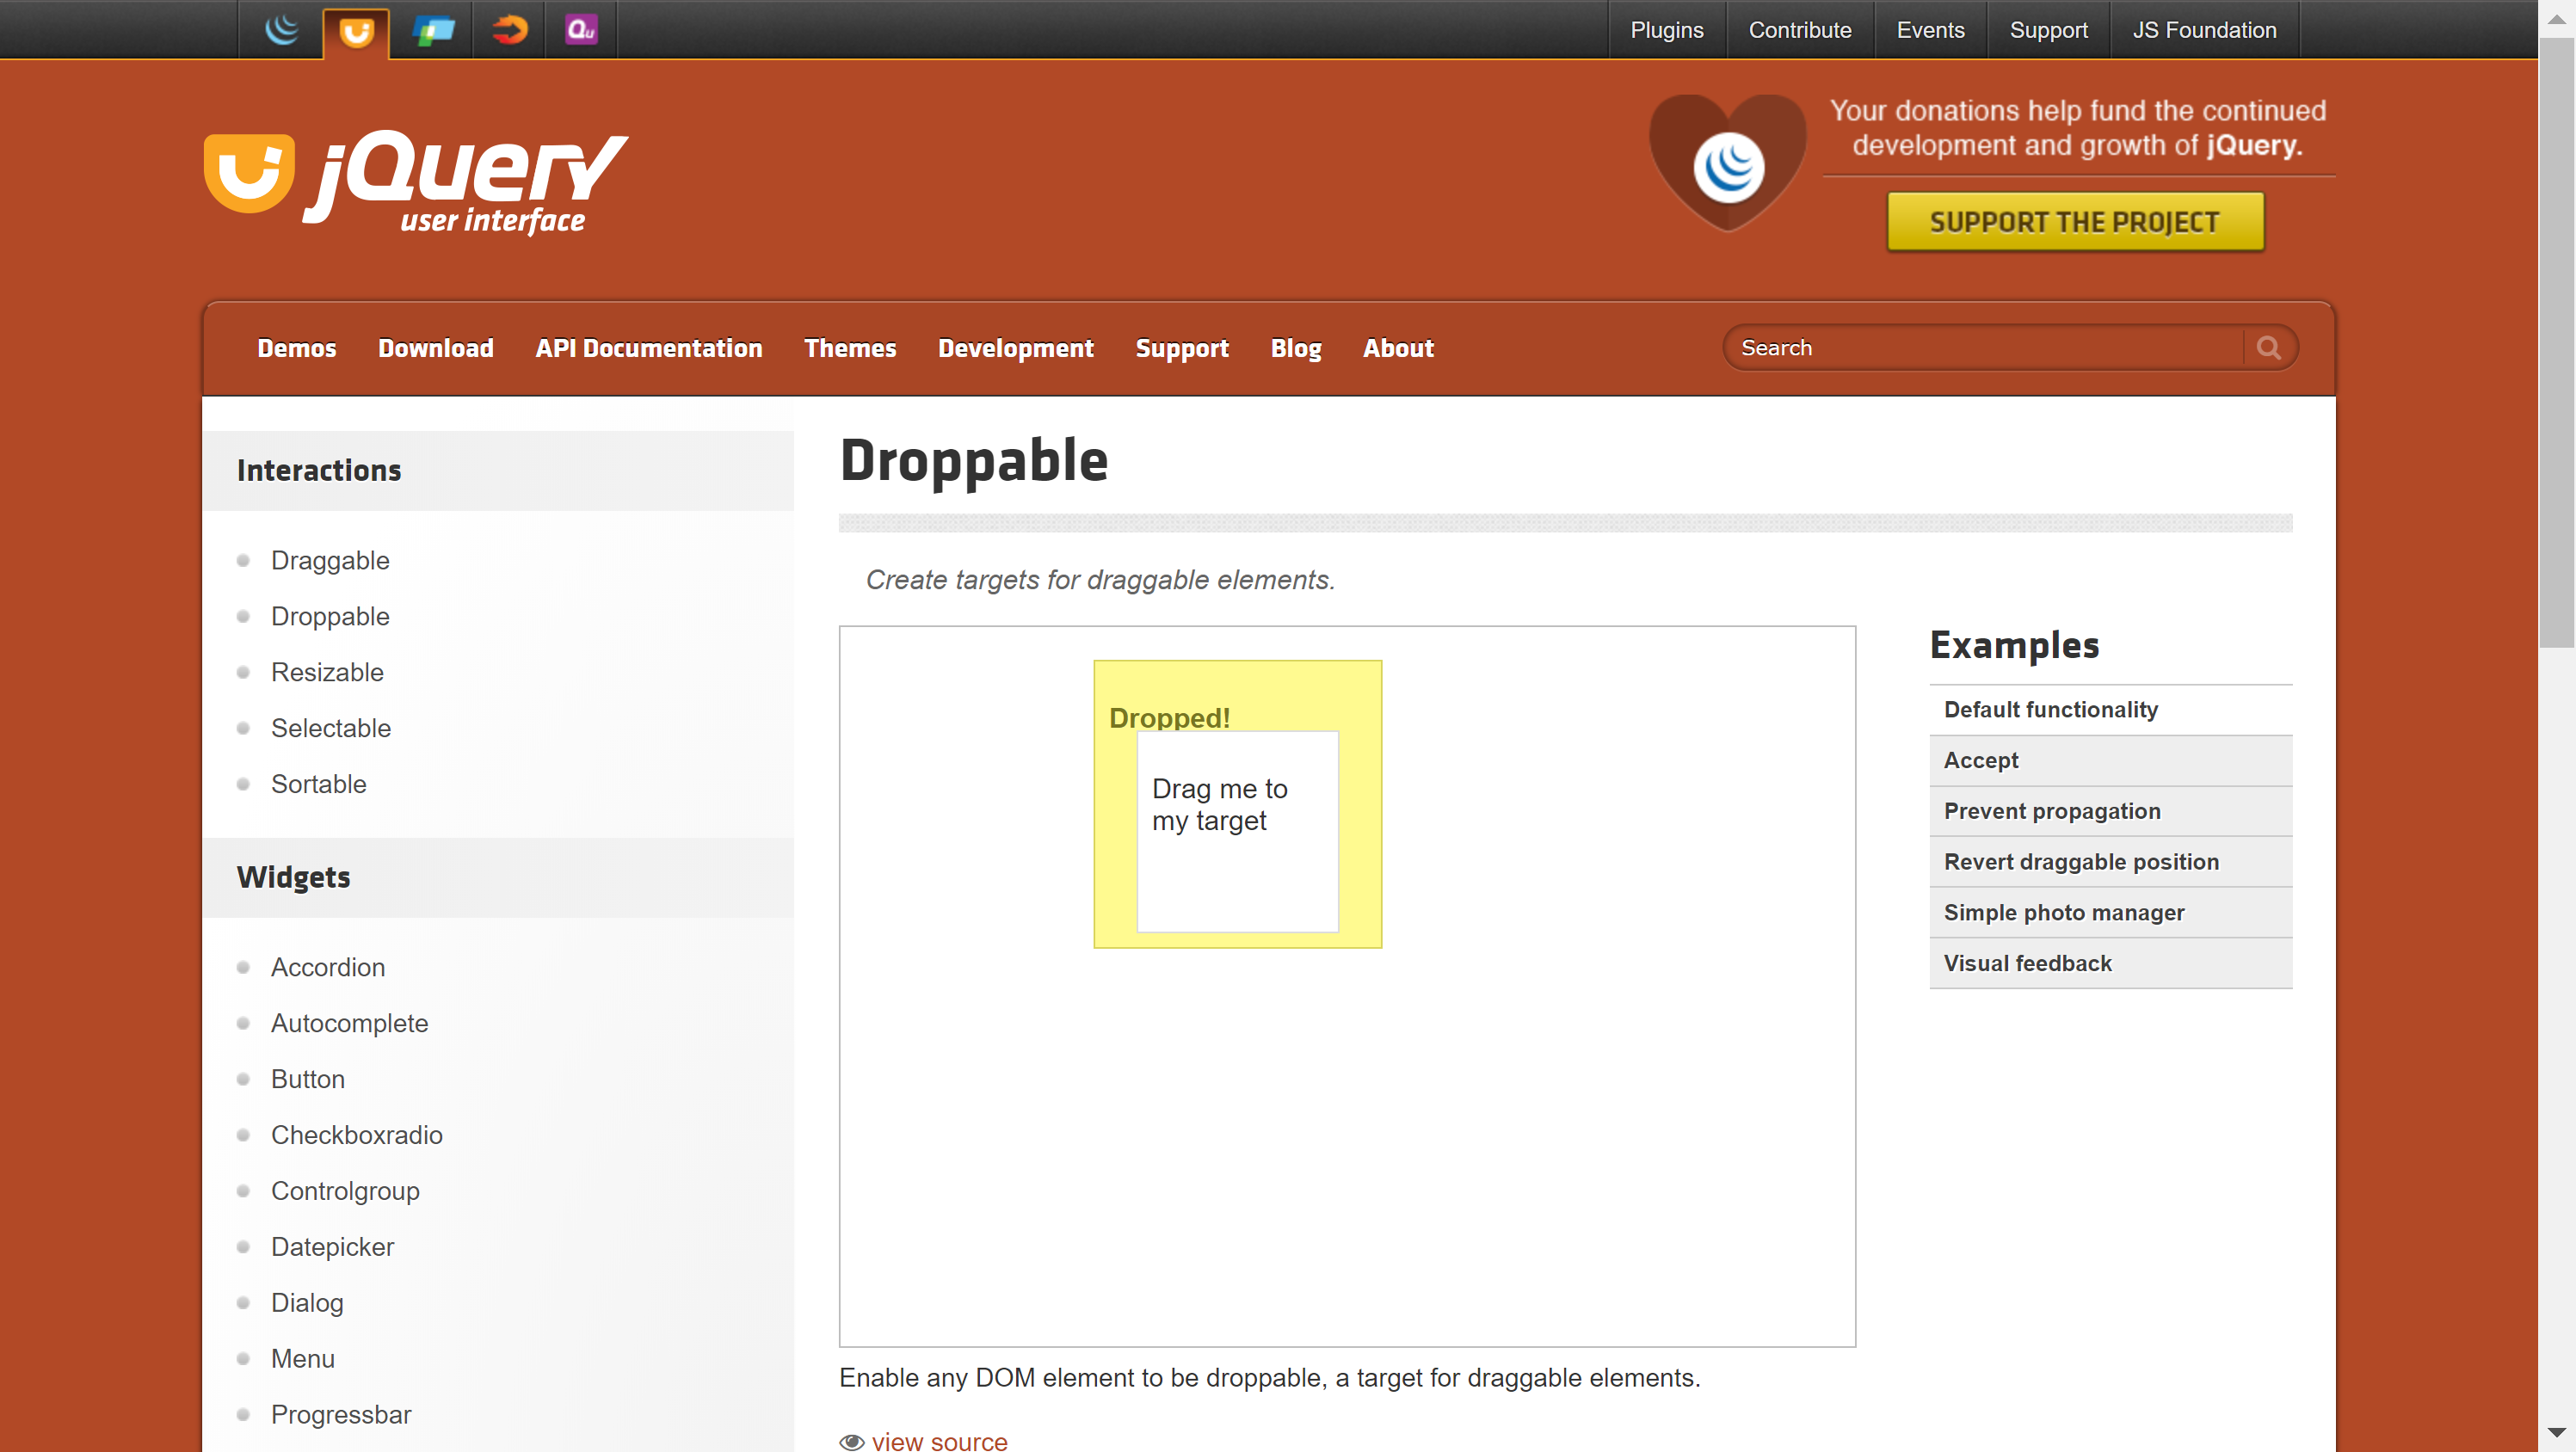 Plugins
Contribute
Events
Support
JS Foundation
Qu
jQuery
user interface
Your donations help fund the continued
development and growth of jQuery.
SUPPORT THE PROJECT
Demos
Download
API Documentation
Themes
Development
Support
Blog
About
Search
Interactions
Draggable
Droppable
Resizable
Selectable
Sortable
Widgets
Accordion
Autocomplete
Button
Checkboxradio
Controlgroup
Datepicker
Dialog
Menu
Progressbar
Droppable
Create targets for draggable elements.
Dropped!
Drag me to
my target
Examples
Default functionality
Accept
Prevent propagation
Revert draggable position
Simple photo manager
Visual feedback
Enable any DOM element to be droppable, a target for draggable elements.
view source